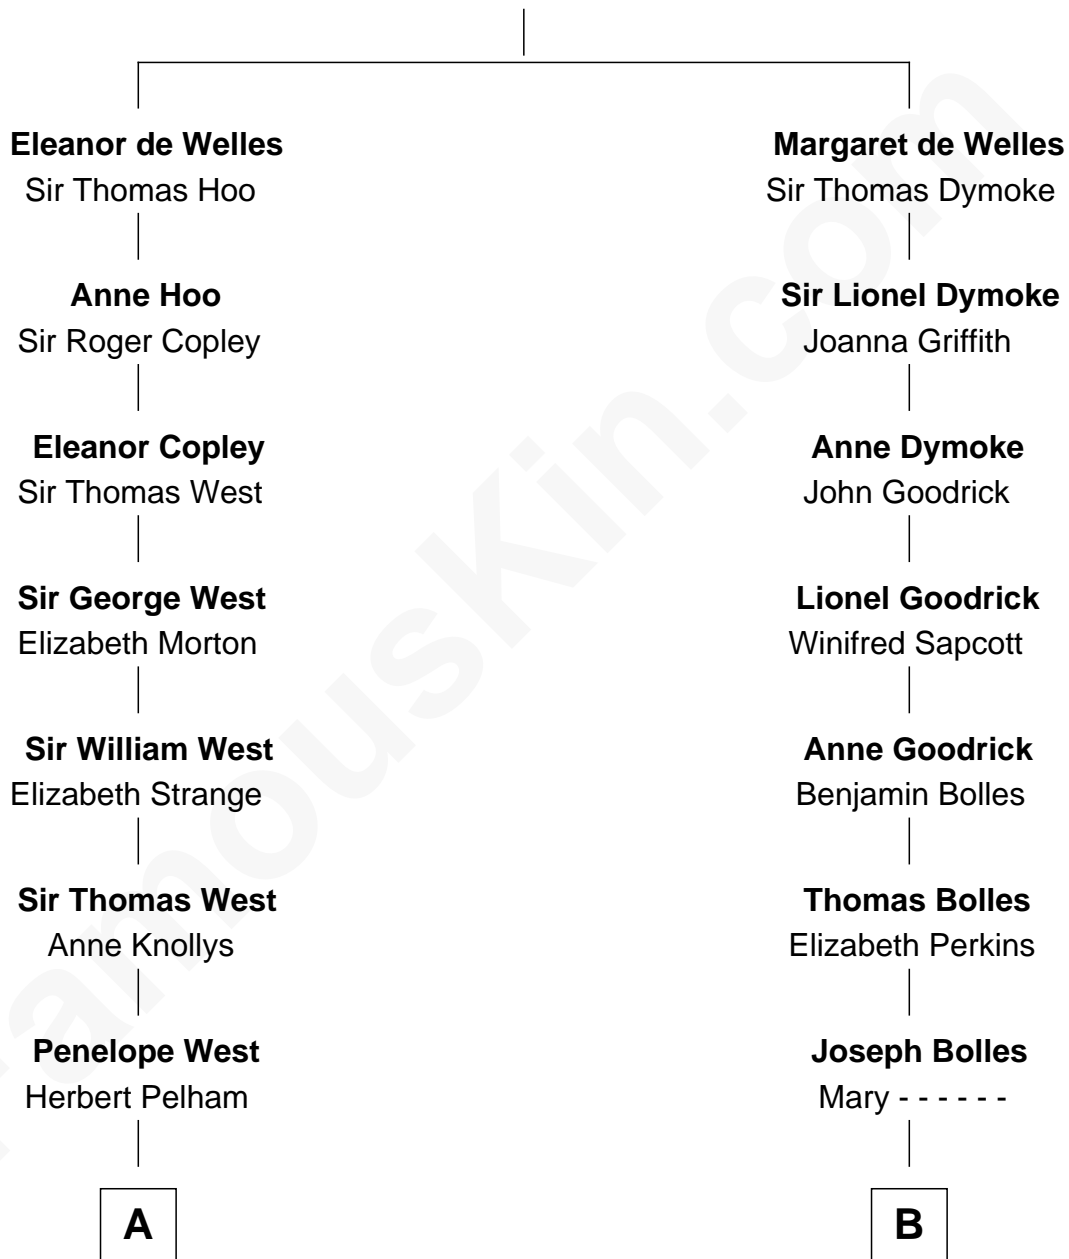 Eleanor de Welles
Sir Thomas Hoo
Margaret de Welles
Sir Thomas Dymoke
Anne Hoo
Sir Roger Copley
Sir Lionel Dymoke
Joanna Griffith
Eleanor Copley
Sir Thomas West
Anne Dymoke
John Goodrick
Sir George West
Elizabeth Morton
Lionel Goodrick
Winifred Sapcott
Sir William West
Elizabeth Strange
Anne Goodrick
Benjamin Bolles
Sir Thomas West
Anne Knollys
Thomas Bolles
Elizabeth Perkins
Penelope West
Herbert Pelham
Joseph Bolles
Mary - - - - - -
A
B
FamousKin.com